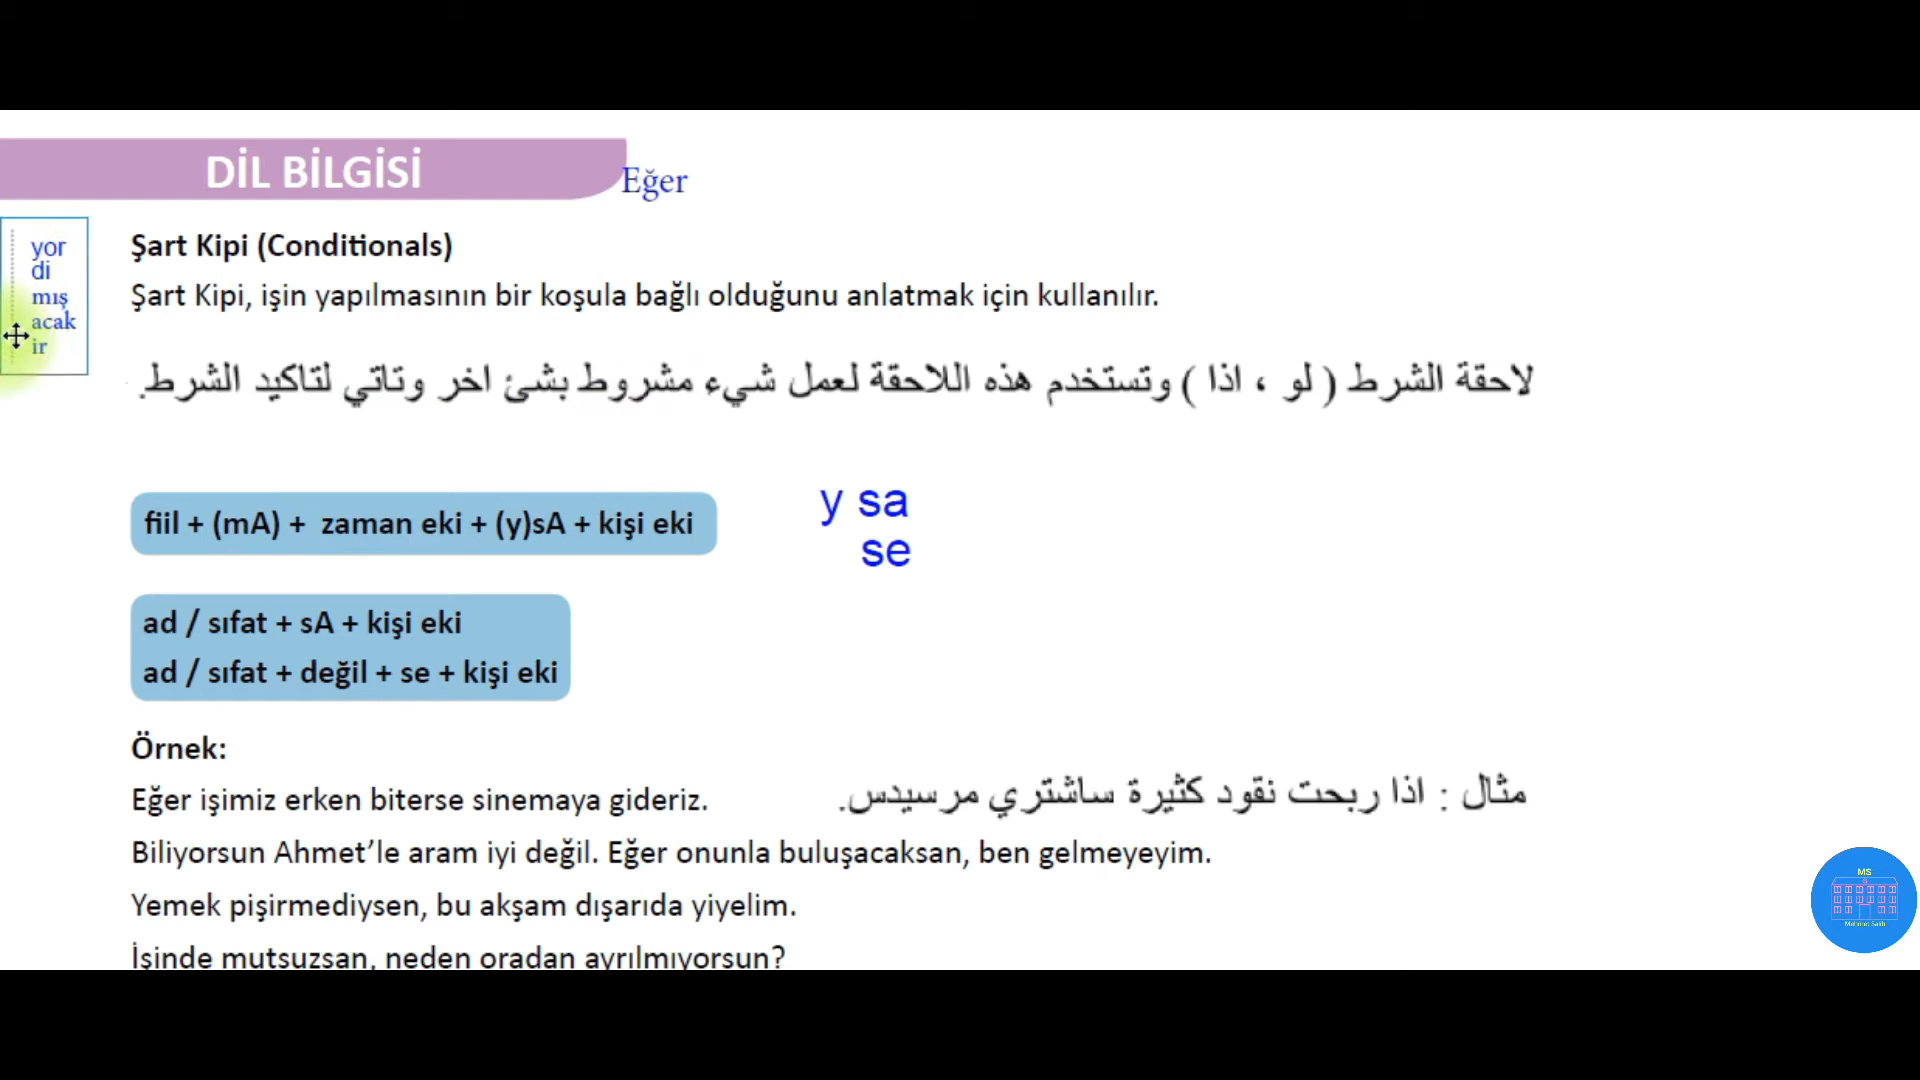 DİL BİLGİSİ
Eğer
yor
di
mış
acak
ir
Şart Kipi (Conditionals)
Şart Kipi, işin yapılmasının bir koşula bağlı olduğunu anlatmak için kullanılır.
لاحقة الشرط ( لو ، اذا ) وتستخدم هذه اللاحقة لعمل شيء مشروط بشئ اخر وتاتي لتاكيد الشرط.
fiil + (mA) + zaman eki + (y)sA + kişi eki
y sa
se
ad / sıfat + sA + kişi eki
ad / sıfat + değil + se + kişi eki
Örnek:
Eğer işimiz erken biterse sinemaya gideriz.
مثال : اذا ربحت نقود كثيرة ساشتري مرسيدس.
Biliyorsun Ahmet’le aram iyi değil. Eğer onunla buluşacaksan, ben gelmeyeyim.
Yemek pişirmediysen, bu akşam dışarıda yiyelim.
İşinde mutsuzsan, neden oradan ayrılmıyorsun?
MS
Mehmet Salih